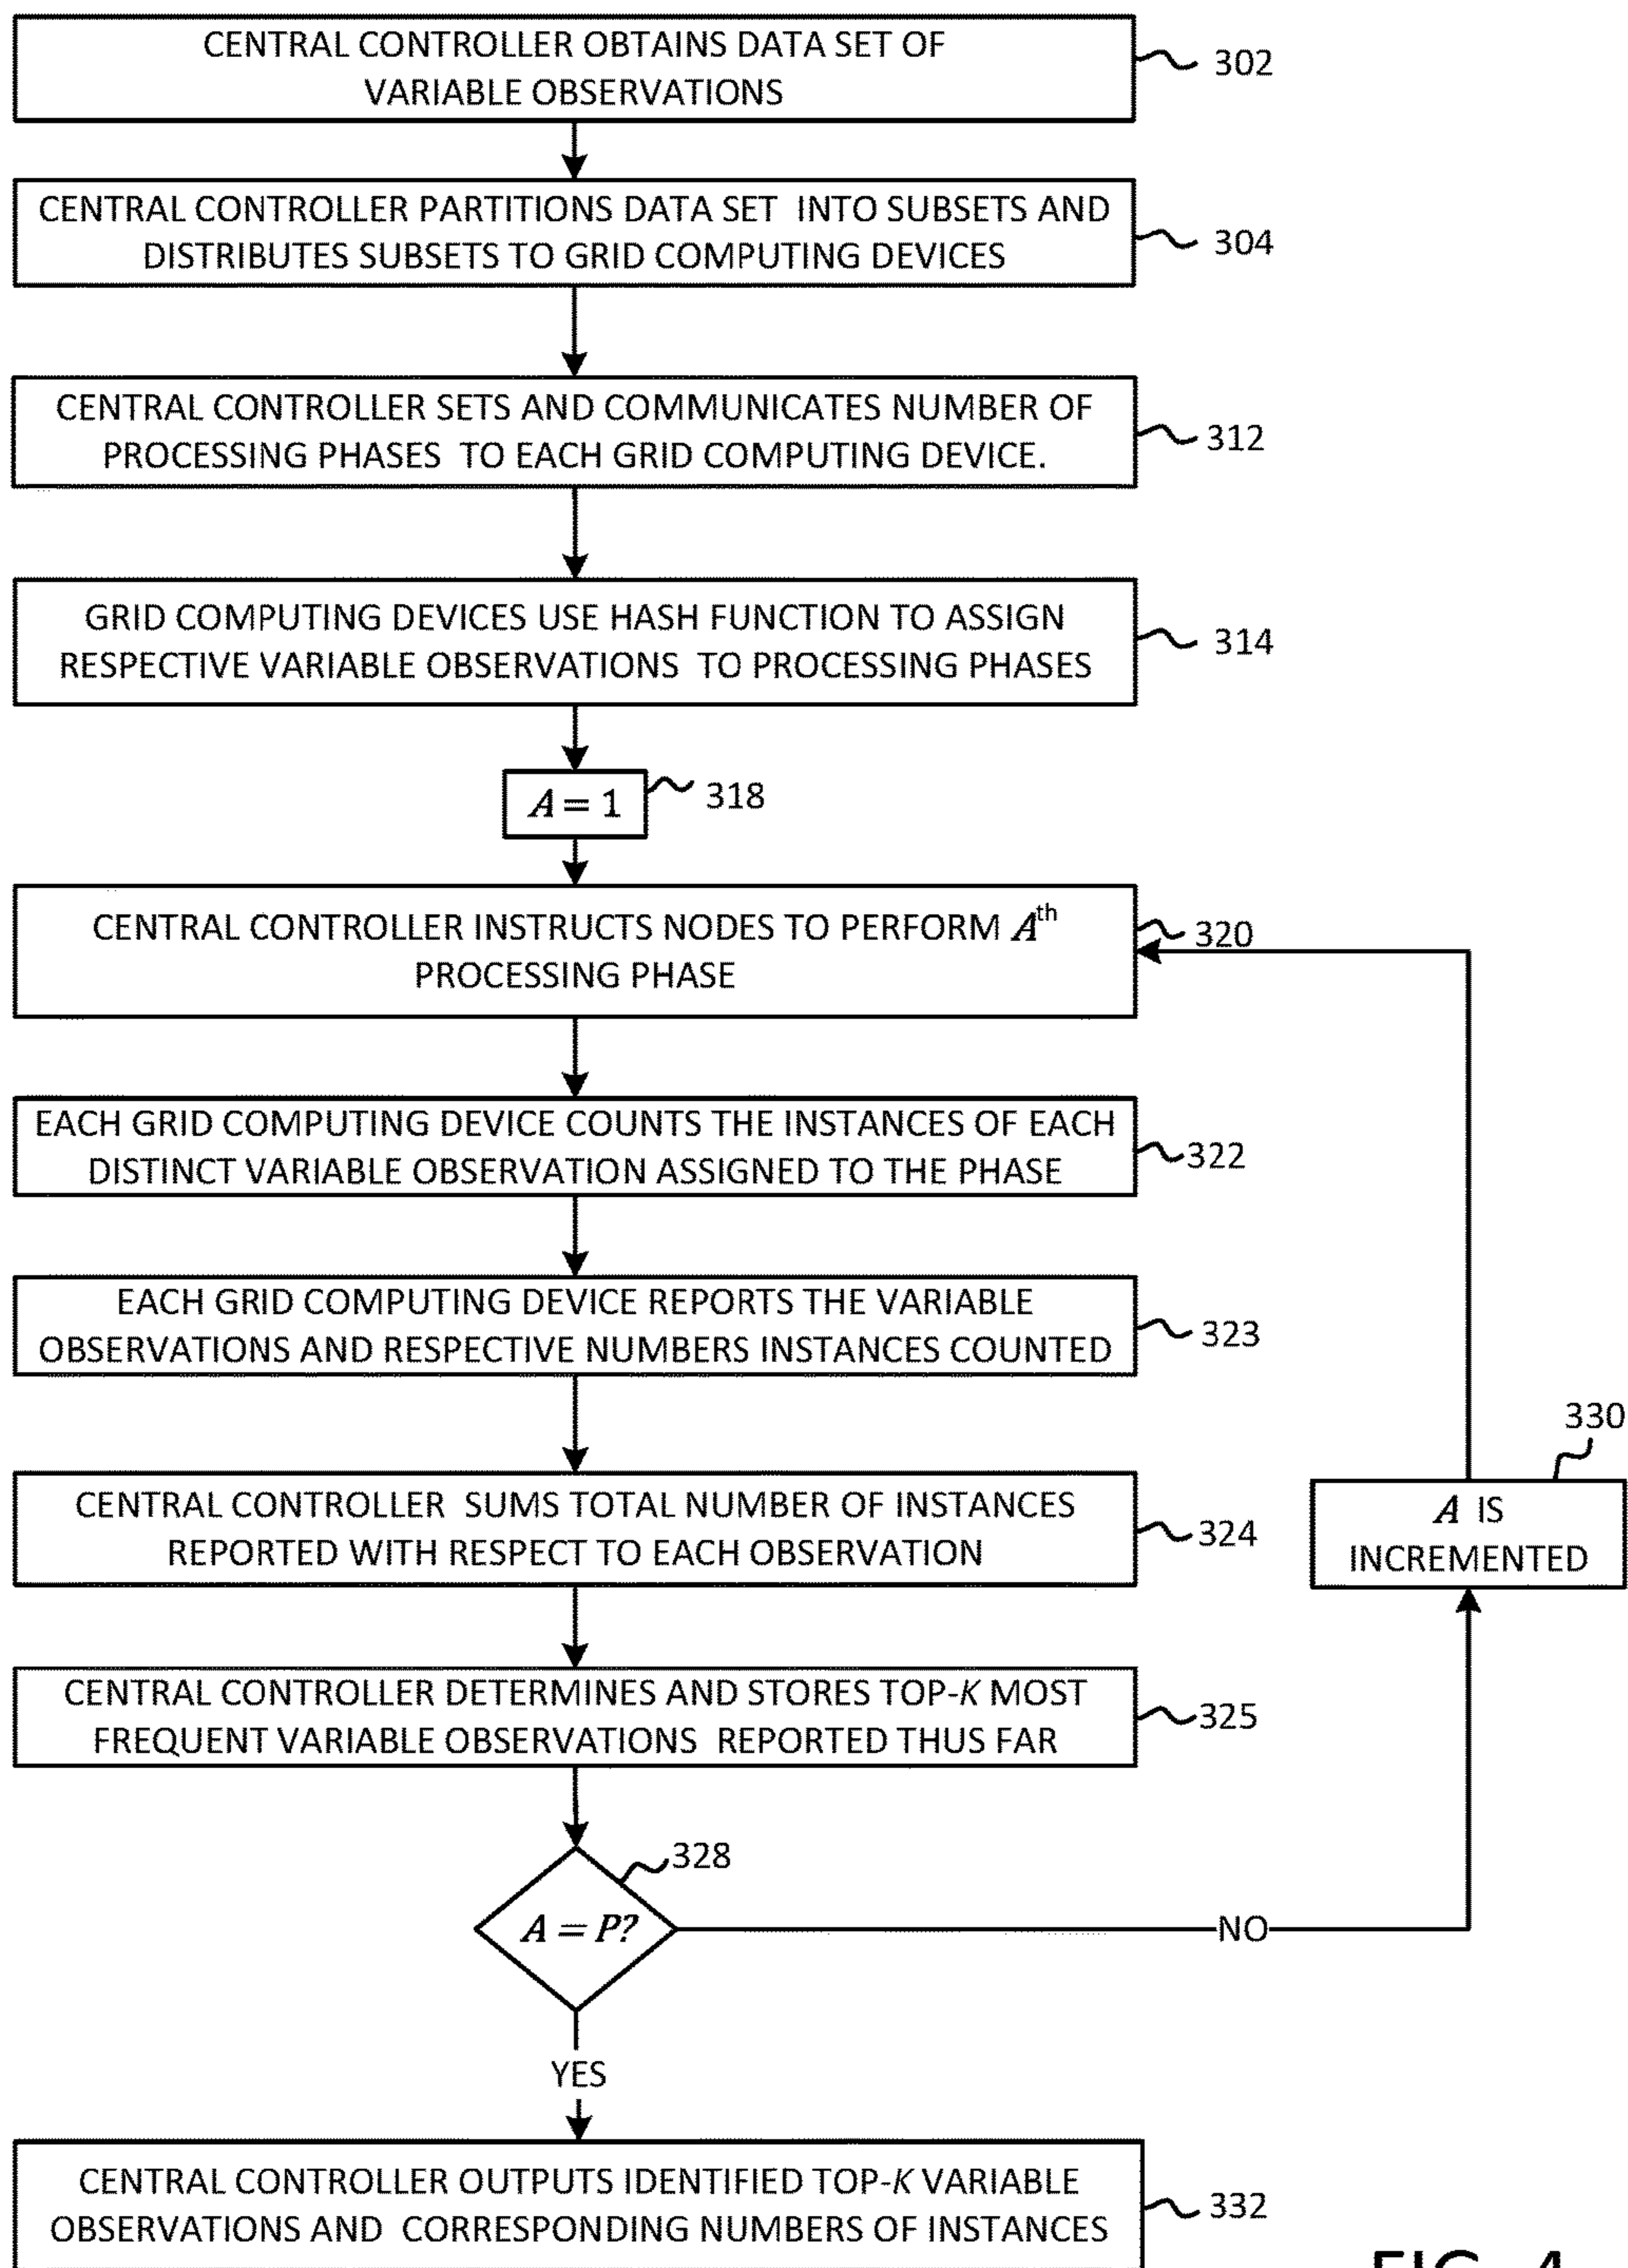 CENTRAL CONTROLLER OBTAINS DATA SET OF
VARIABLE OBSERVATIONS
302
CENTRAL CONTROLLER PARTITIONS DATA SET INTO SUBSETS AND
DISTRIBUTES SUBSETS TO GRID COMPUTING DEVICES
304
CENTRAL CONTROLLER SETS AND COMMUNICATES NUMBER OF
PROCESSING PHASES TO EACH GRID COMPUTING DEVICE.
312
GRID COMPUTING DEVICES USE HASH FUNCTION TO ASSIGN
RESPECTIVE VARIABLE OBSERVATIONS TO PROCESSING PHASES
314
A = 1
318
CENTRAL CONTROLLER INSTRUCTS NODES TO PERFORM Ath
PROCESSING PHASE
320
EACH GRID COMPUTING DEVICE COUNTS THE INSTANCES OF EACH
DISTINCT VARIABLE OBSERVATION ASSIGNED TO THE PHASE
322
EACH GRID COMPUTING DEVICE REPORTS THE VARIABLE
OBSERVATIONS AND RESPECTIVE NUMBERS INSTANCES COUNTED
323
CENTRAL CONTROLLER SUMS TOTAL NUMBER OF INSTANCES
REPORTED WITH RESPECT TO EACH OBSERVATION
324
330
A IS
INCREMENTED
CENTRAL CONTROLLER DETERMINES AND STORES TOP-K MOST
FREQUENT VARIABLE OBSERVATIONS REPORTED THUS FAR
325
328
A = P?
NO
YES
CENTRAL CONTROLLER OUTPUTS IDENTIFIED TOP-K VARIABLE
OBSERVATIONS AND CORRESPONDING NUMBERS OF INSTANCES
332
FIG. 4